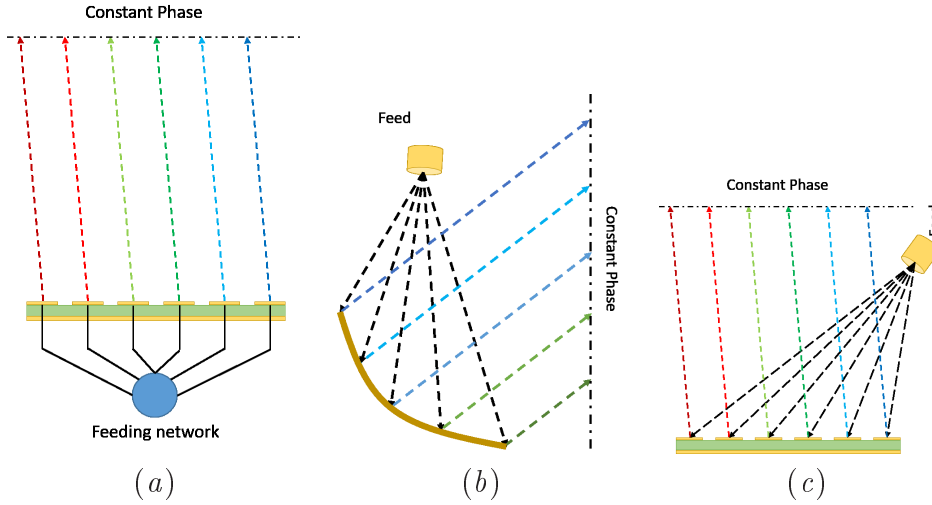 Constant Phase
Feeding network
(a)
Feed
Constant Phase
(b)
Constant Phase
(c)